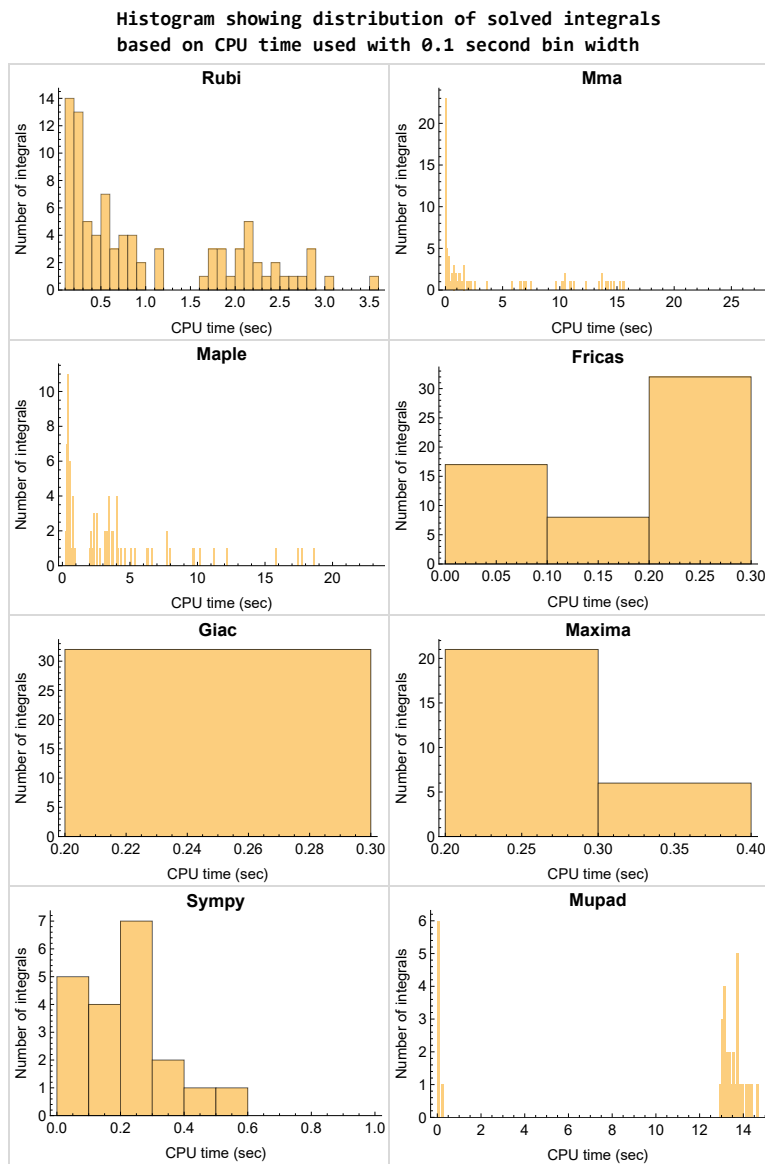 Histogram showing distribution of solved integrals
based on CPU time used with 0.1 second bin width
Rubi
Number of integrals
14
12
10
8
6
4
2
0
0.5 1.0 1.5 2.0 2.5 3.0 3.5
CPU time (sec)
Mma
Number of integrals
20
15
10
5
0
0 5 10 15 20 25
CPU time (sec)
Maple
Number of integrals
10
8
6
4
2
0
0 5 10 15 20
CPU time (sec)
Fricas
Number of integrals
30
25
20
15
10
5
0
0.00 0.05 0.10 0.15 0.20 0.25 0.30
CPU time (sec)
Giac
Number of integrals
30
25
20
15
10
5
0
0.20 0.22 0.24 0.26 0.28 0.30
CPU time (sec)
Maxima
Number of integrals
20
15
10
5
0
0.20 0.25 0.30 0.35 0.40
CPU time (sec)
Sympy
Number of integrals
7
6
5
4
3
2
1
0
0.0 0.2 0.4 0.6 0.8 1.0
CPU time (sec)
Mupad
Number of integrals
6
5
4
3
2
1
0
0 2 4 6 8 10 12 14
CPU time (sec)